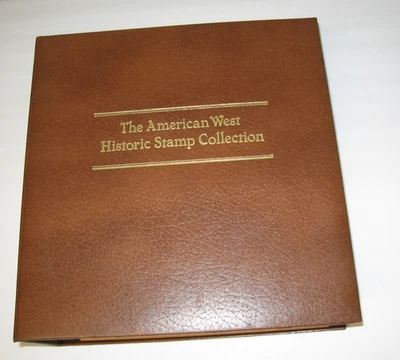 The American West
Historic Stamp Collection